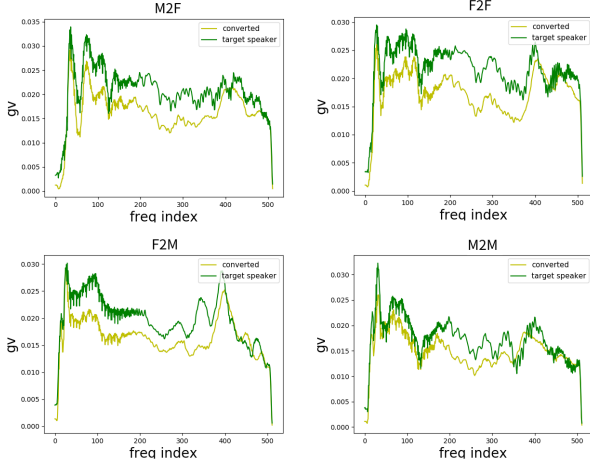 M2F
converted
target speaker
gv
0.035
0.030
0.025
0.020
0.015
0.010
0.005
0.000
0
100
200
300
400
500
freq index
F2F
converted
target speaker
gv
0.030
0.025
0.020
0.015
0.010
0.005
0.000
0
100
200
300
400
500
freq index
F2M
converted
target speaker
gv
0.030
0.025
0.020
0.015
0.010
0.005
0.000
0
100
200
300
400
500
freq index
M2M
converted
target speaker
gv
0.030
0.025
0.020
0.015
0.010
0.005
0.000
0
100
200
300
400
500
freq index